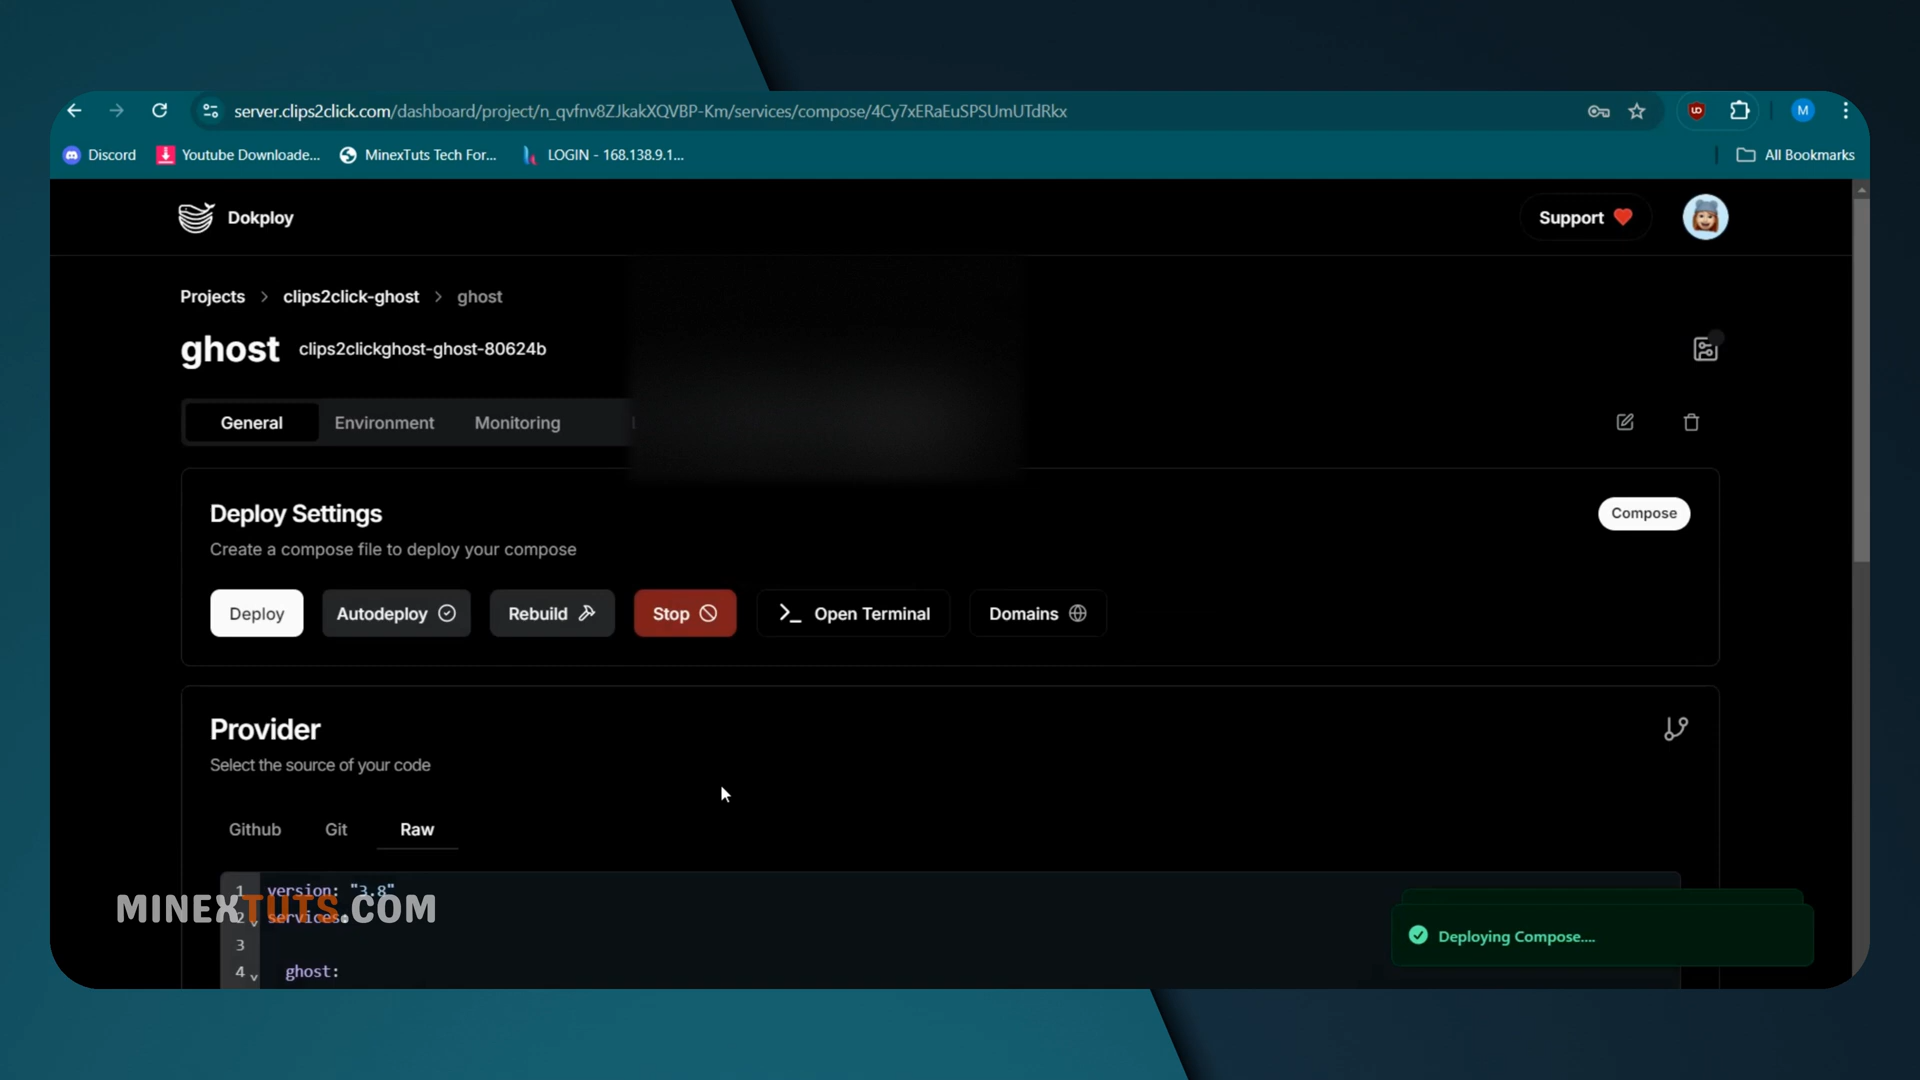 server.clips2click.com/dashboard/project/n_qvfnv8ZJkakXQVBP-Km/services/compose/4Cy7xERaEuSPSUmUTdRkx
M
Discord
Youtube Downloade...
MinexTuts Tech For...
LOGIN - 168.138.9.1...
All Bookmarks
Dokploy
Support
Projects > clips2click-ghost > ghost
ghost clips2clickghost-ghost-80624b
General Environment Monitoring
Deploy Settings
Compose
Create a compose file to deploy your compose
Deploy Autodeploy Rebuild Stop >_ Open Terminal Domains
Provider
Select the source of your code
Github Git Raw
1 version: "3.8"
2 services:
3
4 ghost:
MINEXTUTS.COM
Deploying Compose....